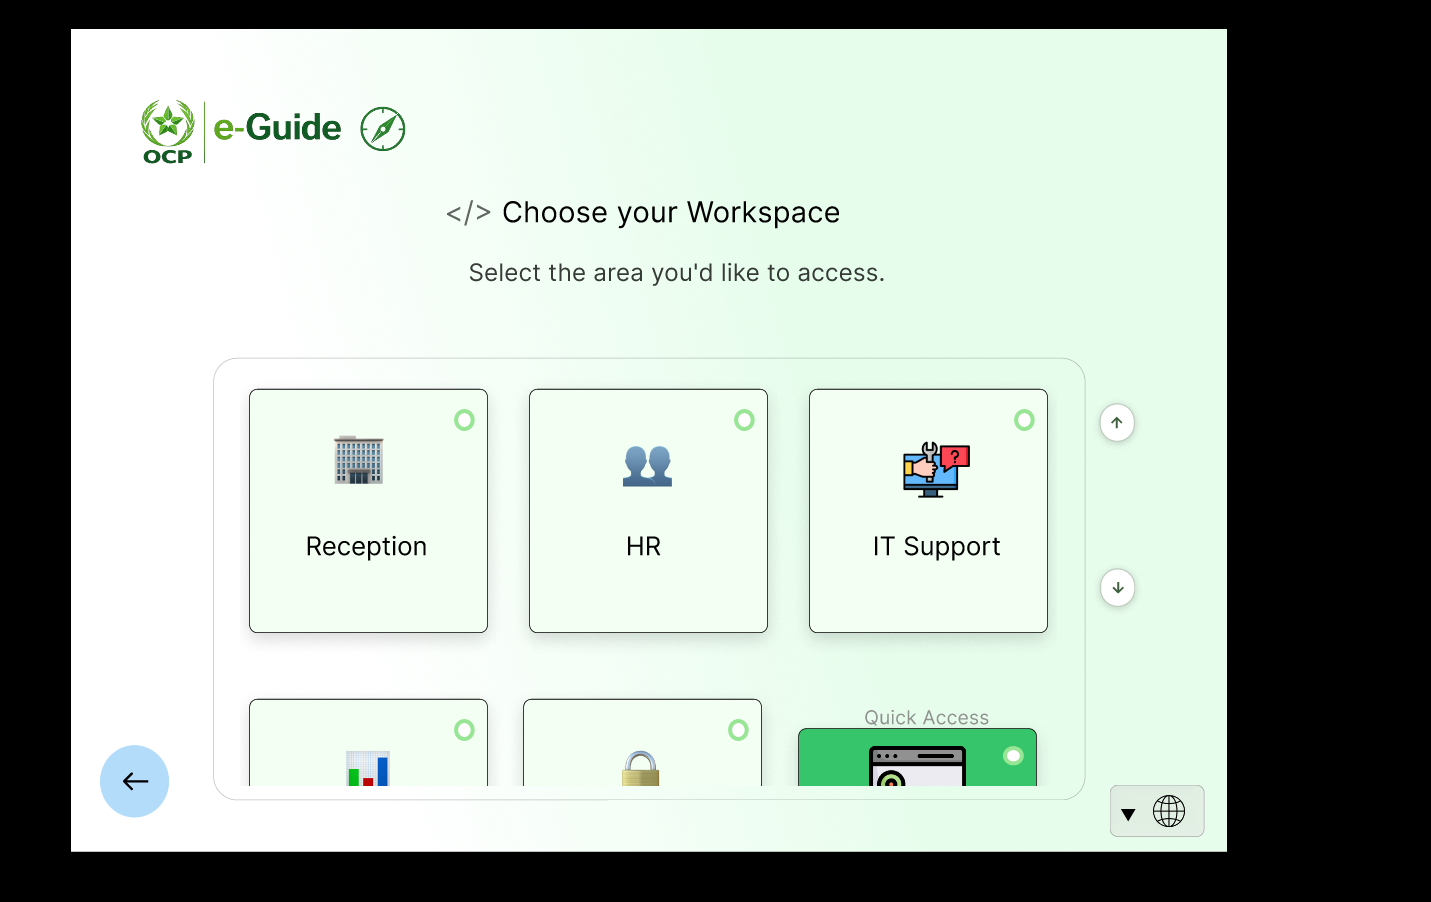 OCP
e-Guide
</> Choose your Workspace
Select the area you'd like to access.
Reception
HR
IT Support
?
Quick Access